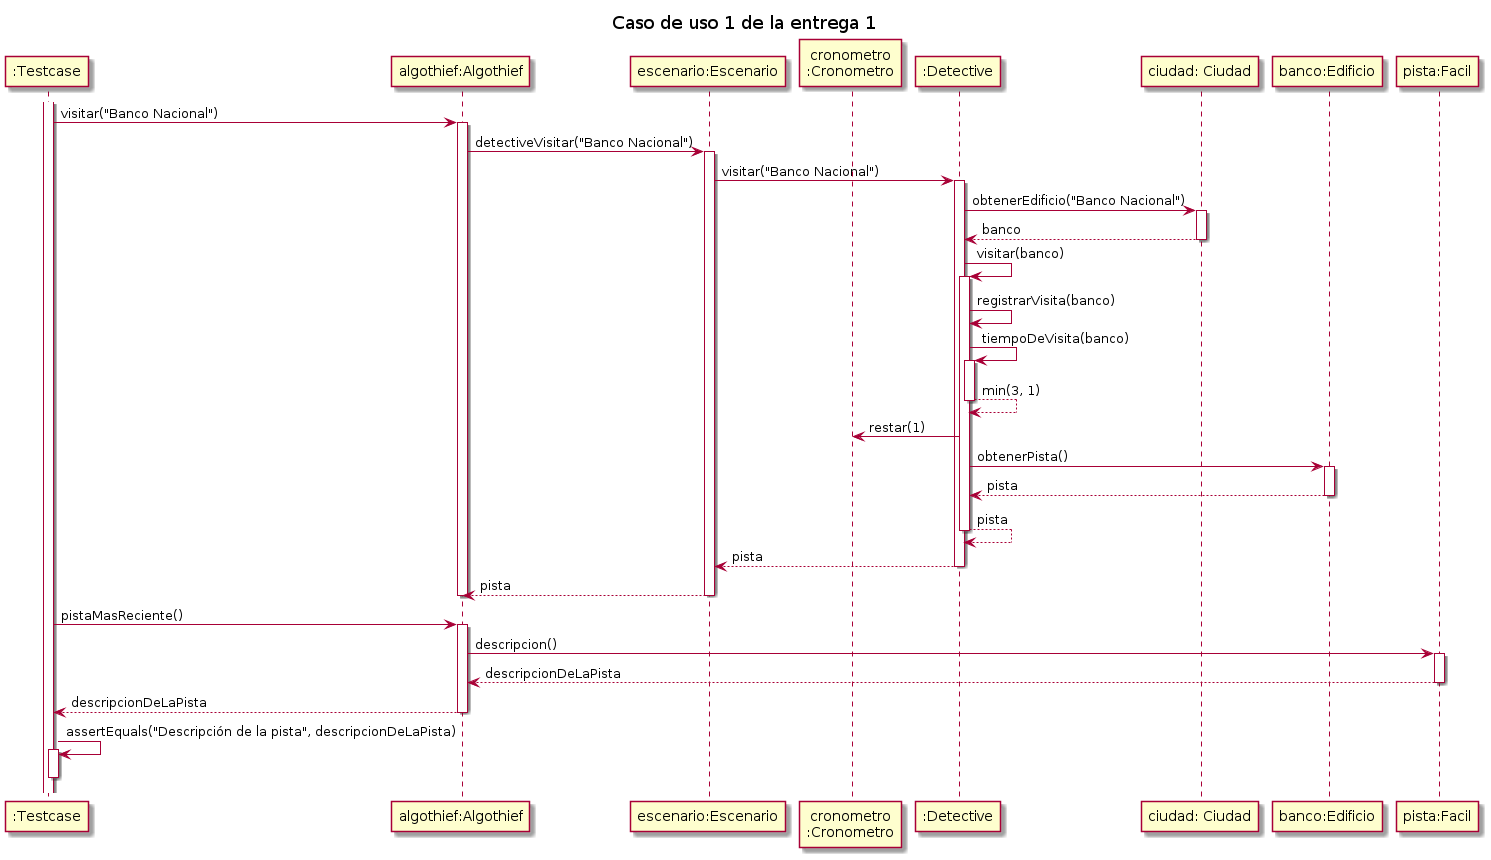 Caso de uso 1 de la entrega 1
:Testcase
algothief:Algothief
escenario:Escenario
cronometro
:Cronometro
:Detective
ciudad: Ciudad
banco:Edificio
pista:Facil
visitar("Banco Nacional")
detectiveVisitar("Banco Nacional")
visitar("Banco Nacional")
obtenerEdificio("Banco Nacional")
banco
visitar(banco)
registrarVisita(banco)
tiempoDeVisita(banco)
min(3, 1)
restar(1)
obtenerPista()
pista
pista
pista
pista
pistaMasReciente()
descripcion()
descripcionDeLaPista
descripcionDeLaPista
assertEquals("Descripción de la pista", descripcionDeLaPista)
:Testcase
algothief:Algothief
escenario:Escenario
cronometro
:Cronometro
:Detective
ciudad: Ciudad
banco:Edificio
pista:Facil